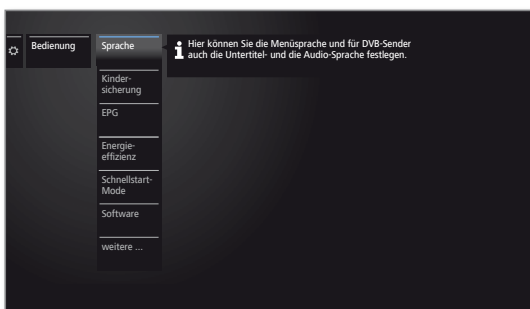 Bedienung
Sprache
Hier können Sie die Menüsprache und für DVB-Sender
auch die Untertitel- und die Audio-Sprache festlegen.
Kinder-
sicherung
EPG
Energie-
effizienz
Schnellstart-
Mode
Software
weitere ...